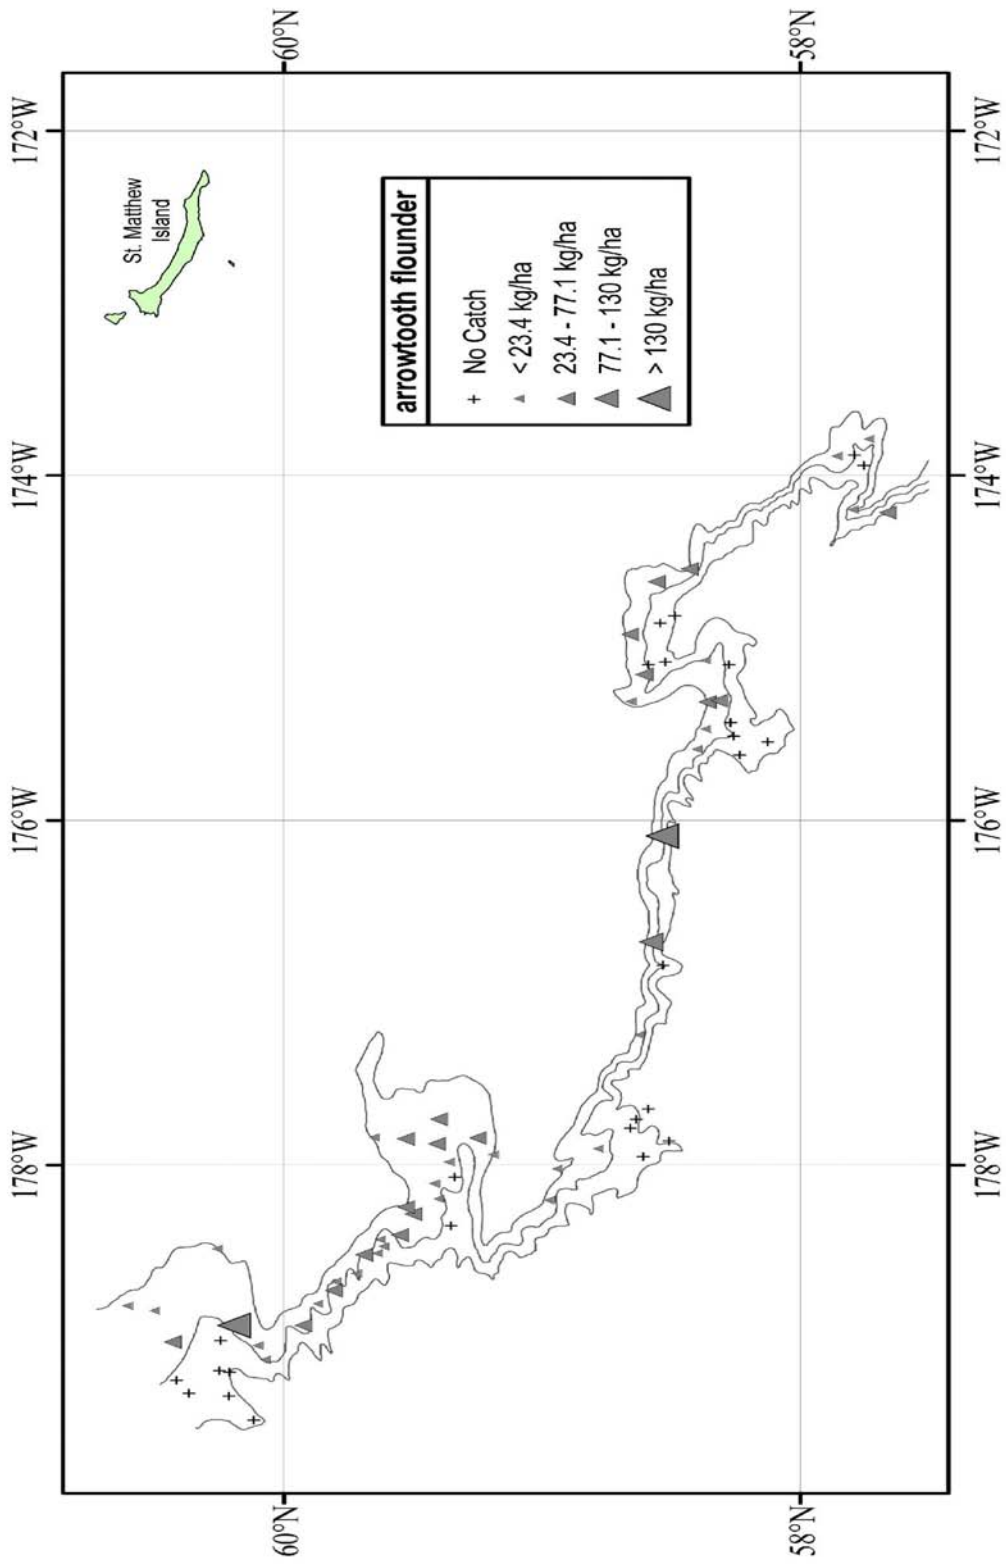 172°W
174°W
176°W
178°W
60°N
60°N
58°N
58°N
St. Matthew
Island
arrowtooth flounder
No Catch
< 23.4 kg/ha
23.4 - 77.1 kg/ha
77.1 - 130 kg/ha
> 130 kg/ha
172°W
174°W
176°W
178°W